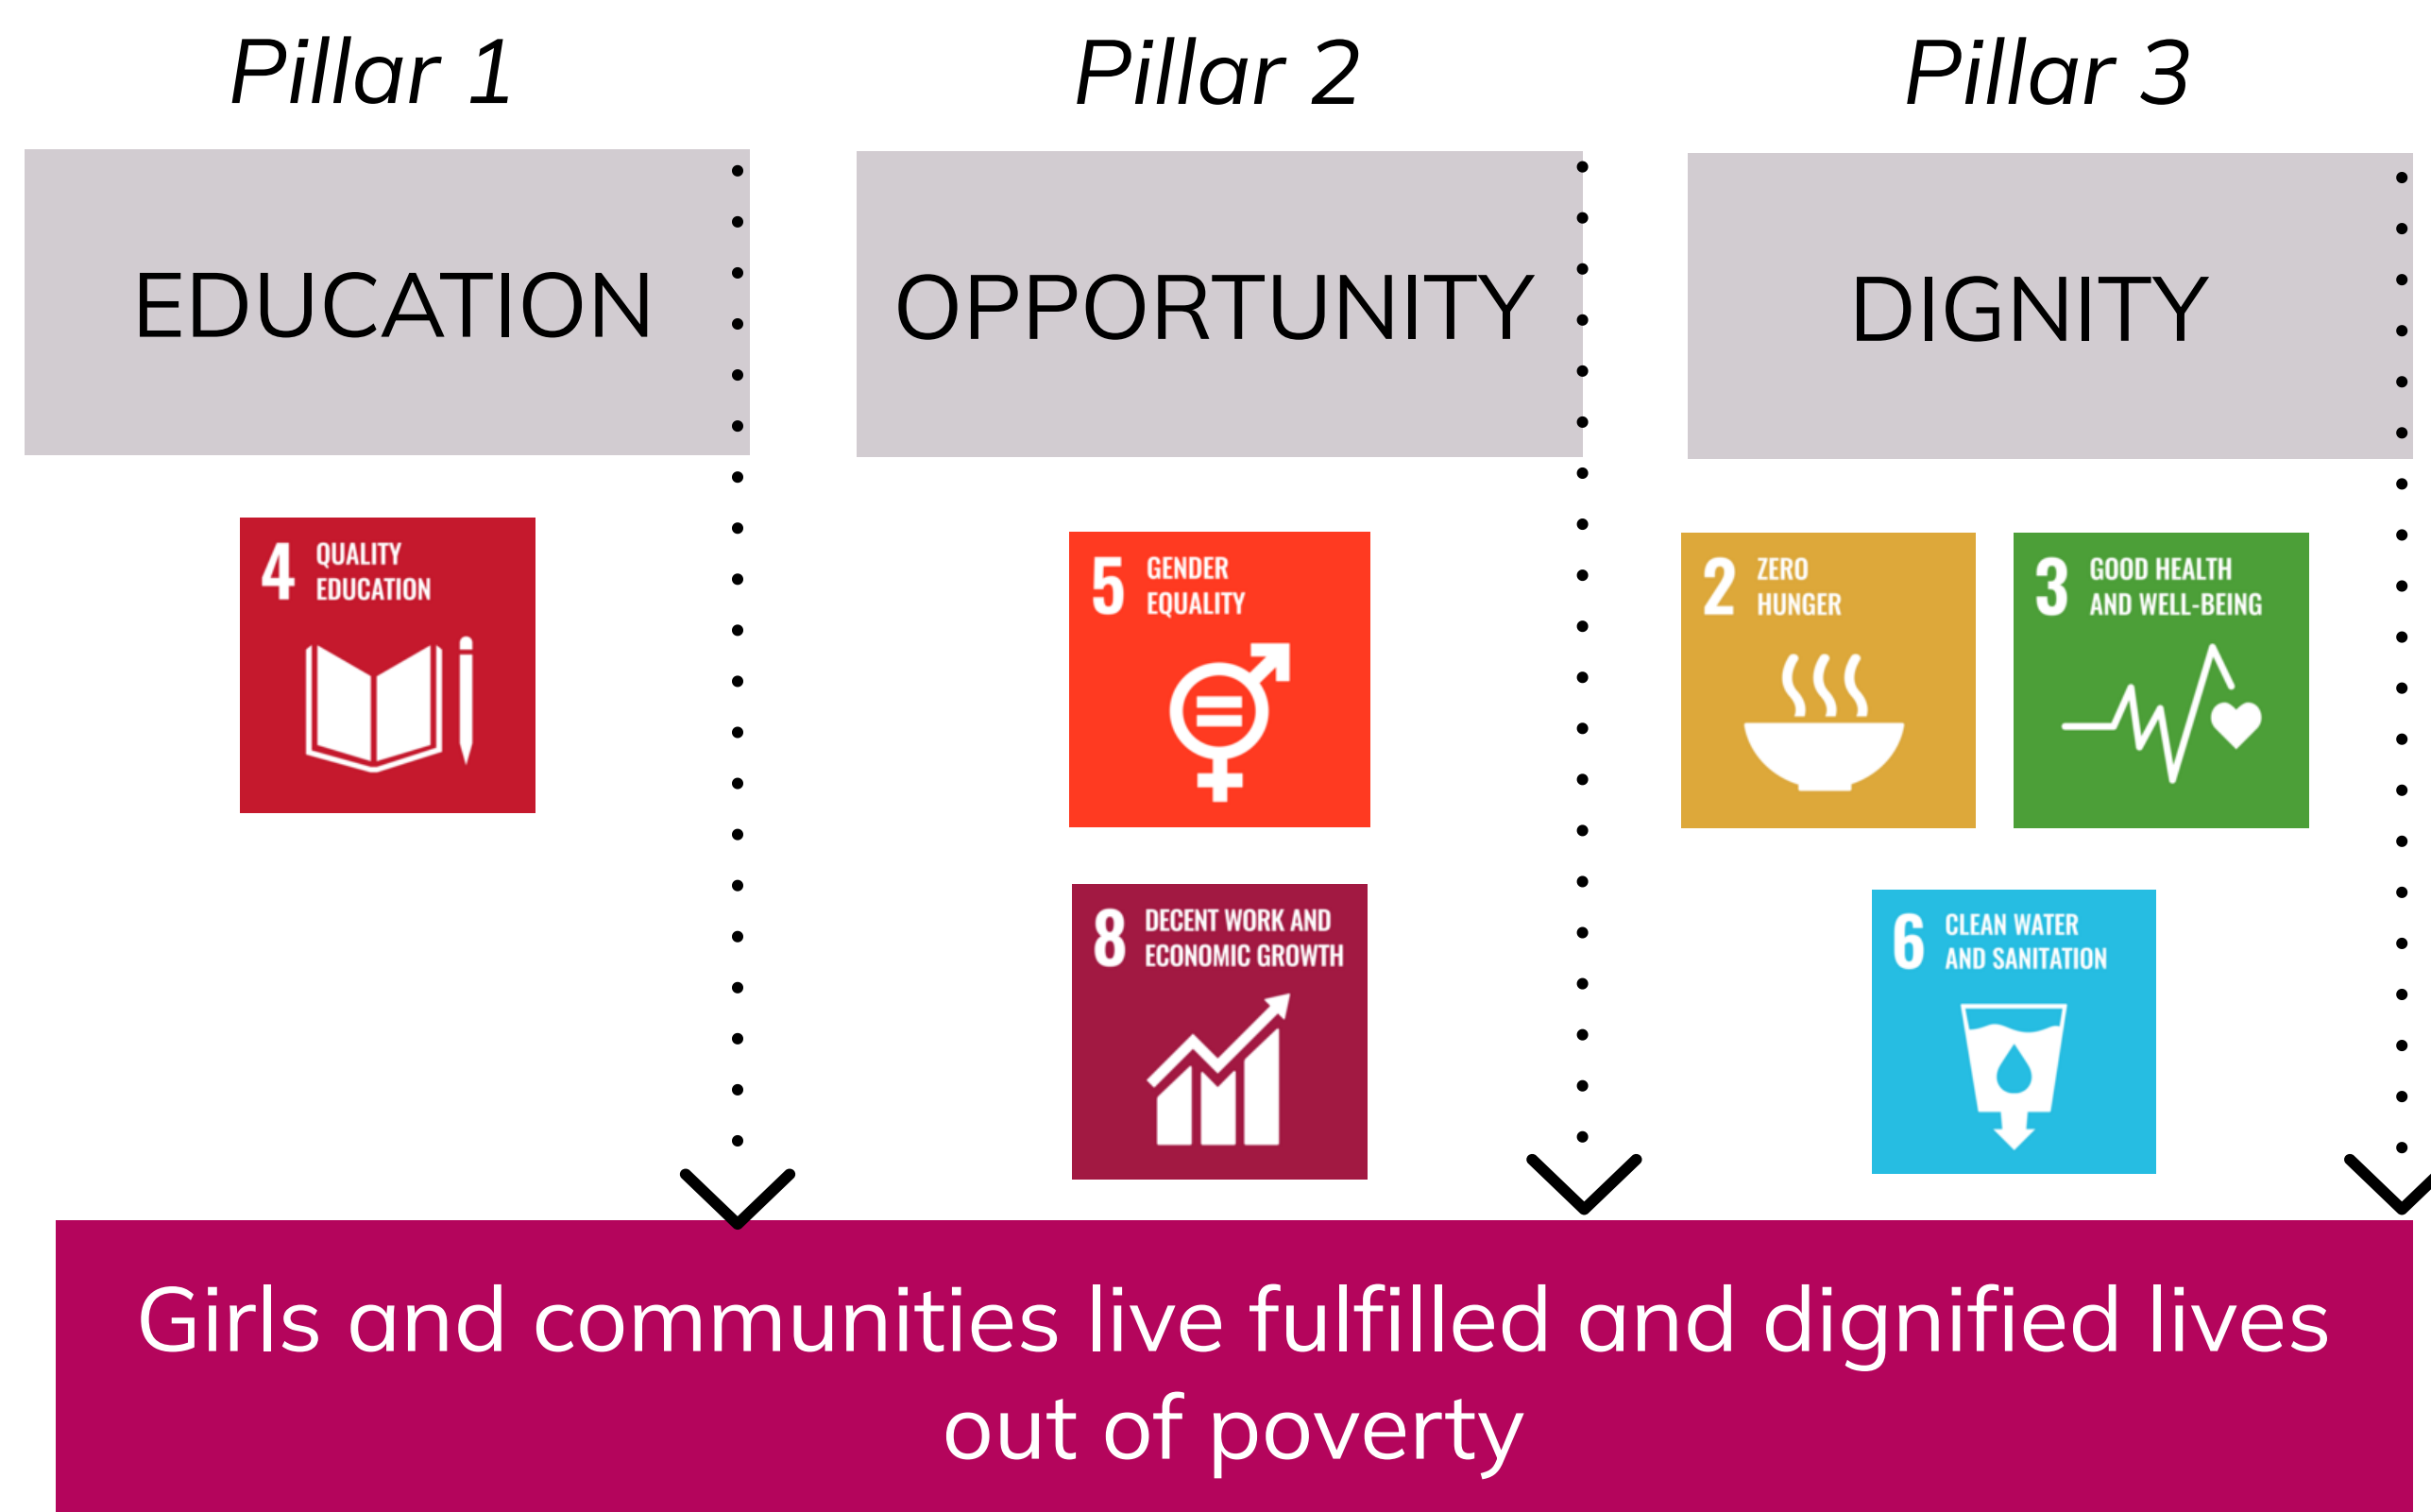 Pillar 1
Pillar 2
Pillar 3
EDUCATION
OPPORTUNITY
DIGNITY
4 QUALITY
EDUCATION
5 GENDER
EQUALITY
2 ZERO
HUNGER
3 GOOD HEALTH
AND WELL-BEING
8 DECENT WORK AND
ECONOMIC GROWTH
6 CLEAN WATER
AND SANITATION
Girls and communities live fulfilled and dignified lives
out of poverty